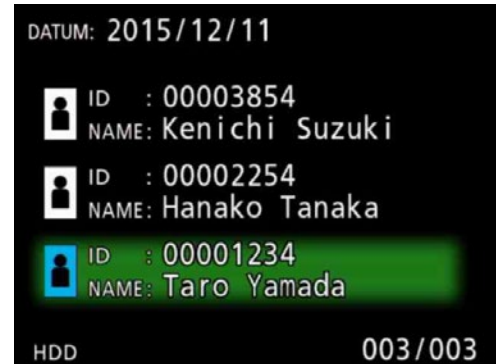 DATUM: 2015/12/11
ID : 00003854
NAME: Kenichi Suzuki
ID : 00002254
NAME: Hanako Tanaka
ID : 00001234
NAME: Taro Yamada
HDD 003/003